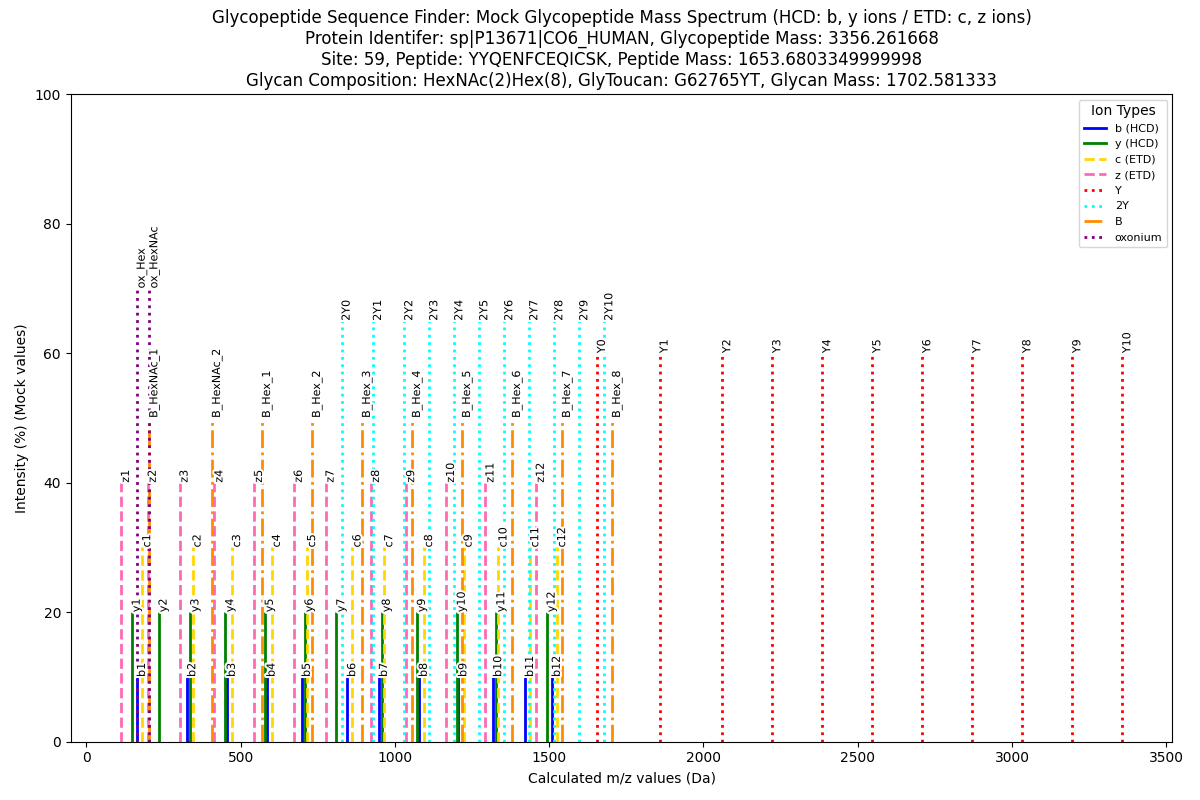 Glycopeptide Sequence Finder: Mock Glycopeptide Mass Spectrum (HCD: b, y ions / ETD: c, z ions)
Protein Identifer: sp|P13671|CO6_HUMAN, Glycopeptide Mass: 3356.261668
Site: 59, Peptide: YYQENFCEQICSK, Peptide Mass: 1653.6803349999998
Glycan Composition: HexNAc(2)Hex(8), GlyToucan: G62765YT, Glycan Mass: 1702.581333
Intensity (%) (Mock values)
100
80
60
40
20
0
Ion Types
b (HCD)
y (HCD)
c (ETD)
z (ETD)
Y
2Y
B
oxonium
ox_Hex
ox_HexNAc
2Y0
2Y1
2Y2
2Y3
2Y4
2Y5
2Y6
2Y7
2Y8
2Y9
2Y10
Y0
Y1
Y2
Y3
Y4
Y5
Y6
Y7
Y8
Y9
Y10
B_HexNAc_1
B_HexNAc_2
B_Hex_1
B_Hex_2
B_Hex_3
B_Hex_4
B_Hex_5
B_Hex_6
B_Hex_7
B_Hex_8
z1
z2
z3
z4
z5
z6
z7
z8
z9
z10
z11
z12
c1
c2
c3
c4
c5
c6
c7
c8
c9
c10
c11
c12
y1
y2
y3
y4
y5
y6
y7
y8
y9
y10
y11
y12
b1
b2
b3
b4
b5
b6
b7
b8
b9
b10
b11
b12
0
500
1000
1500
2000
2500
3000
3500
Calculated m/z values (Da)